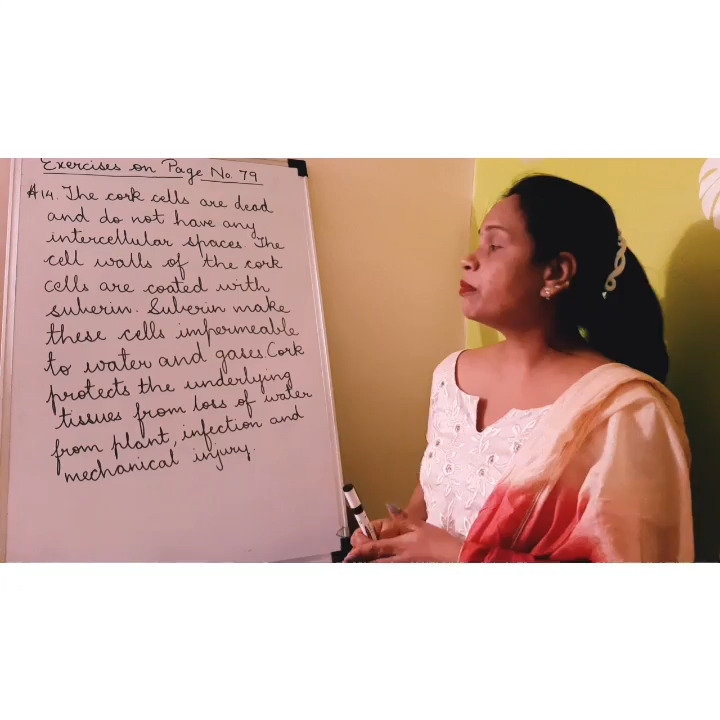 Exercises on Page No. 79
A14. The cork cells are dead
and do not have any
intercellular spaces. The
cell walls of the cork
cells are coated with
suberin. Suberin make
these cells impermeable
to water and gases. Cork
protects the underlying
tissues from loss of water
from plant, infection and
mechanical injury.